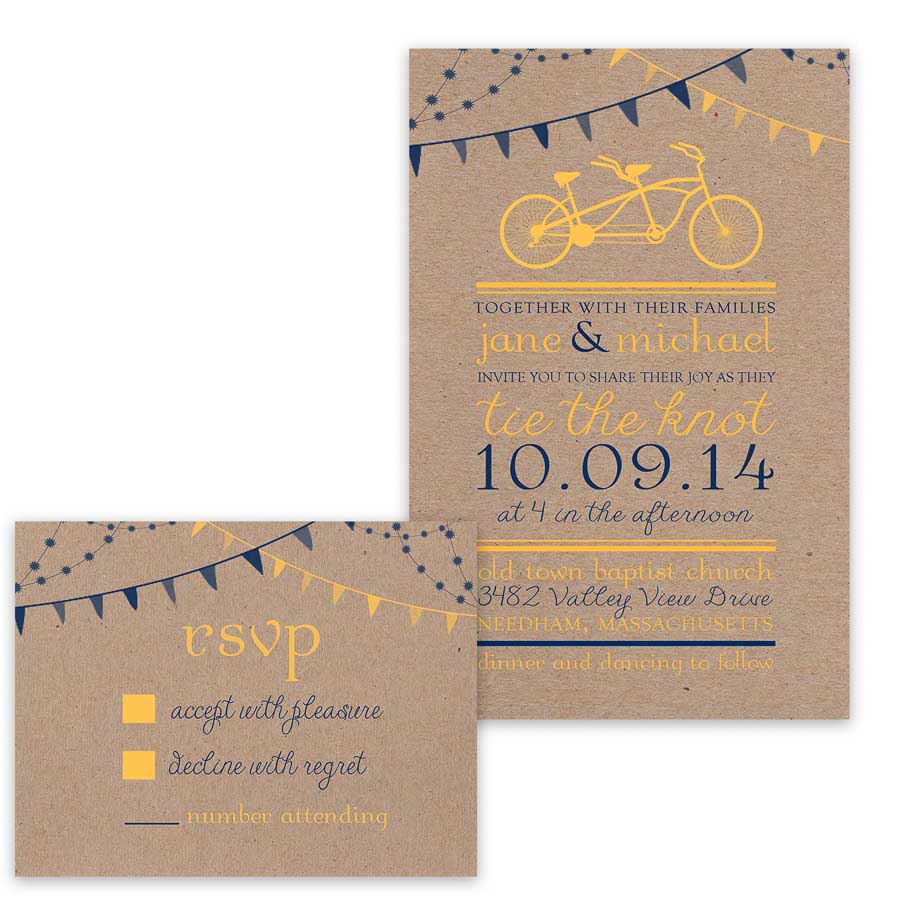 TOGETHER WITH THEIR FAMILIES
jane & michael
INVITE YOU TO SHARE THEIR JOY AS THEY
tie the knot
10.09.14
at 4 in the afternoon
old town baptist church
3482 Valley View Drive
NEEDHAM, MASSACHUSETTS
dinner and dancing to follow
rsvp
accept with pleasure
decline with regret
number attending